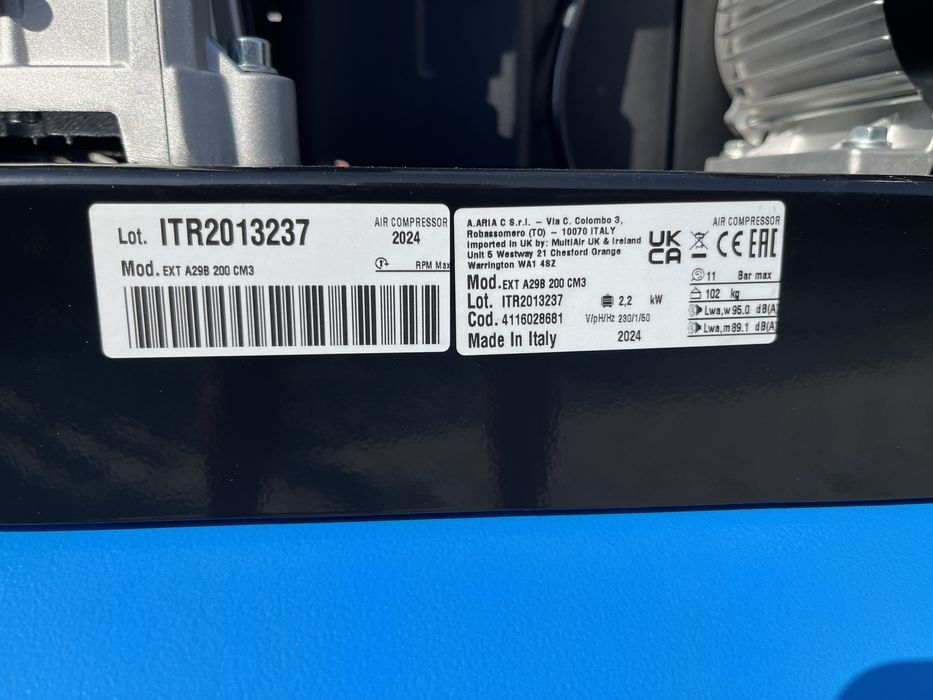 Lot. ITR2013237
AIR COMPRESSOR
2024
Mod. EXT A29B 200 CM3
RPM Max
A.ARIA C S.r.l. – Via C. Colombo 3,
Robassomero (TO) – 10070 ITALY
Imported in UK by: MultiAir UK & Ireland
Unit 5 Westway 21 Chesford Grange
Warrington WA1 4SZ
Mod. EXT A29B 200 CM3
Lot. ITR2013237
2,2 kW
Cod. 4116028681
V/pH/Hz 230/1/50
Made In Italy
2024
UK
CA
AIR COMPRESSOR
CE EAC
11 Bar max
102 kg
Lwa,w 95.0 dB(A)
Lwa,m 89.1 dB(A)